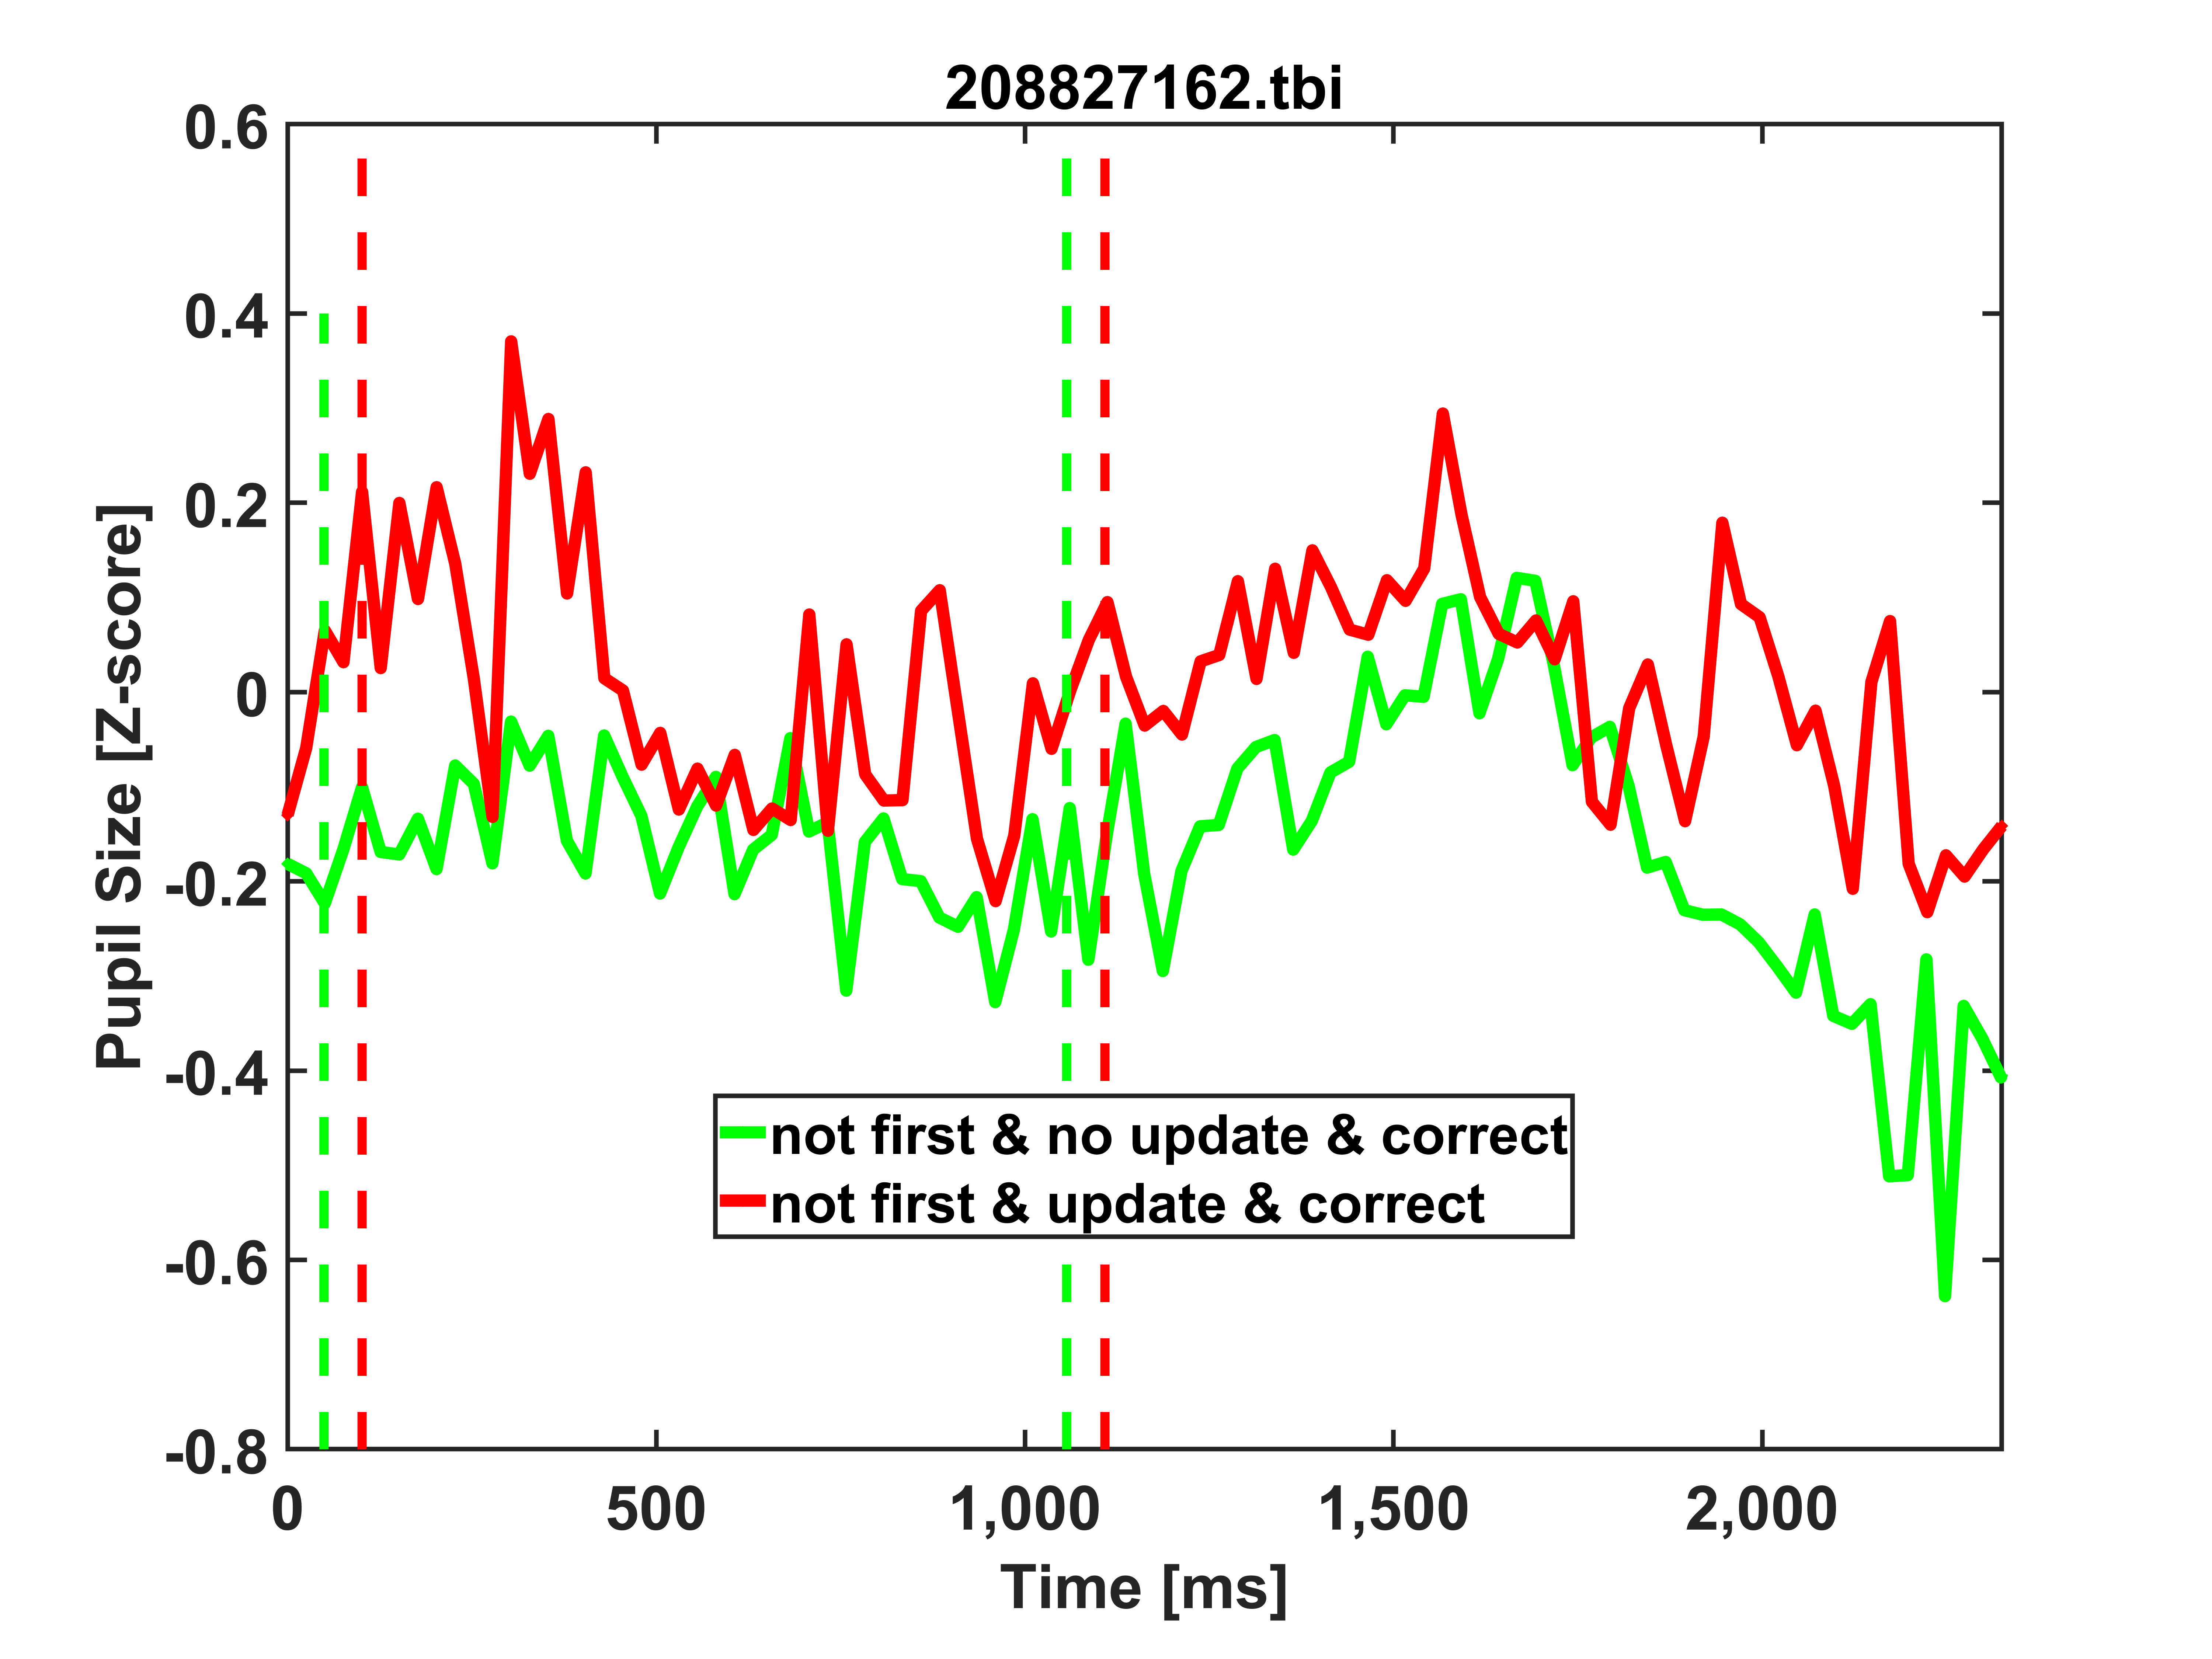 208827162.tbi
0.6
0.4
0.2
0
-0.2
-0.4
-0.6
-0.8
Pupil Size [Z-score]
not first & no update & correct
not first & update & correct
0 500 1,000 1,500 2,000
Time [ms]